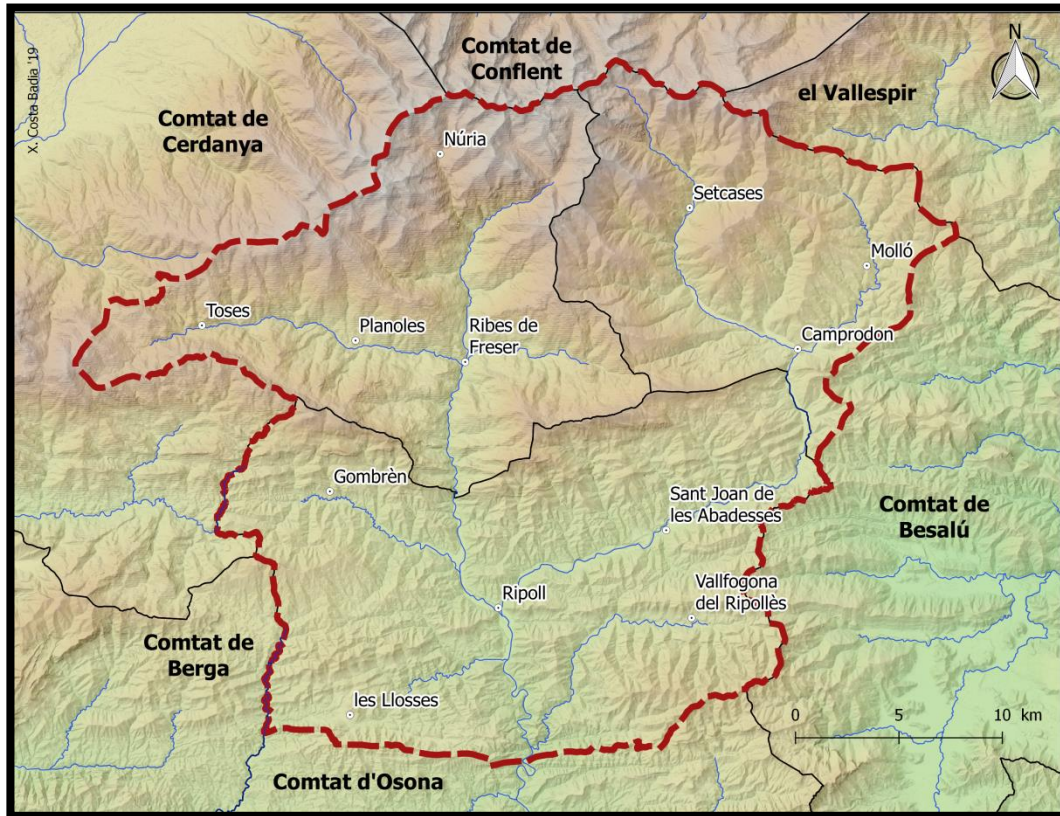 X. Costa Badia '19
Comtat de
Conflent
N
el Vallespir
Comtat de
Cerdanya
Núria
Setcases
Molló
Toses
Planoles
Ribes de
Freser
Camprodon
Gombrèn
Sant Joan de
les Abadesses
Comtat de
Besalú
Ripoll
Vallfogona
del Ripollès
Comtat de
Berga
les Llosses
0 5 10 km
Comtat d'Osona